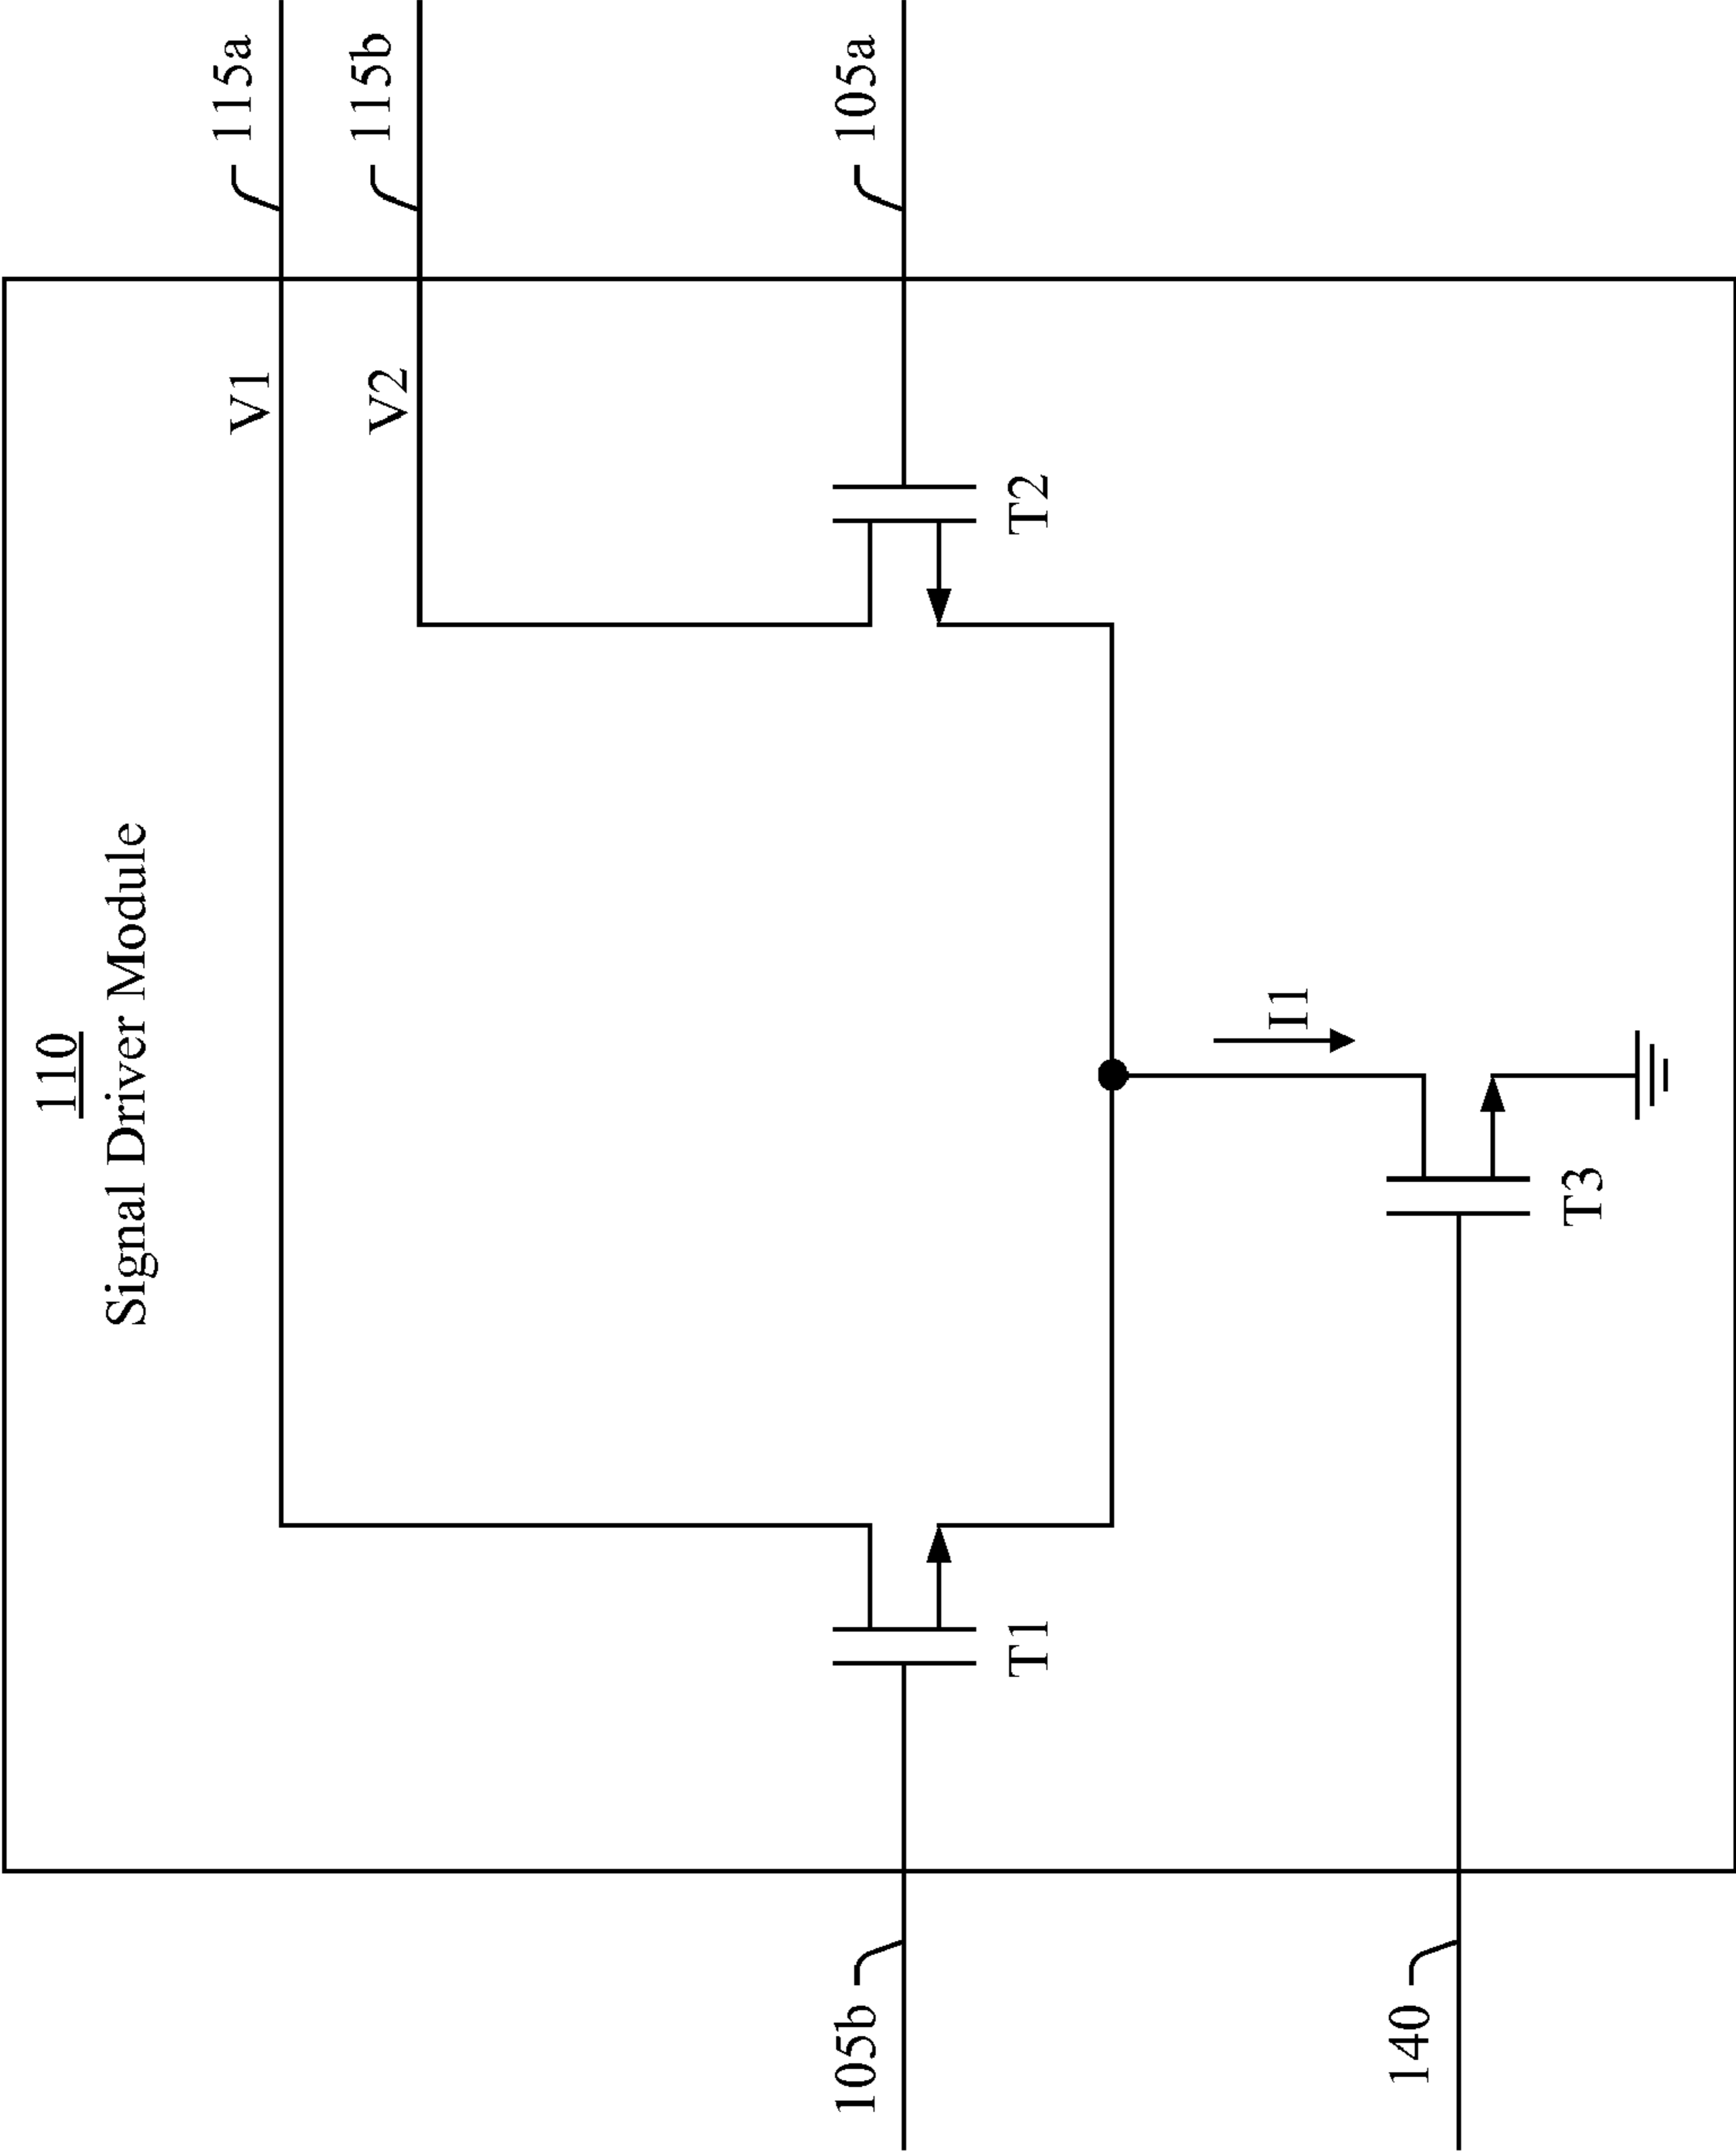 110
Signal Driver Module
V1
115a
V2
115b
105b
T1
T2
105a
I1
140
T3